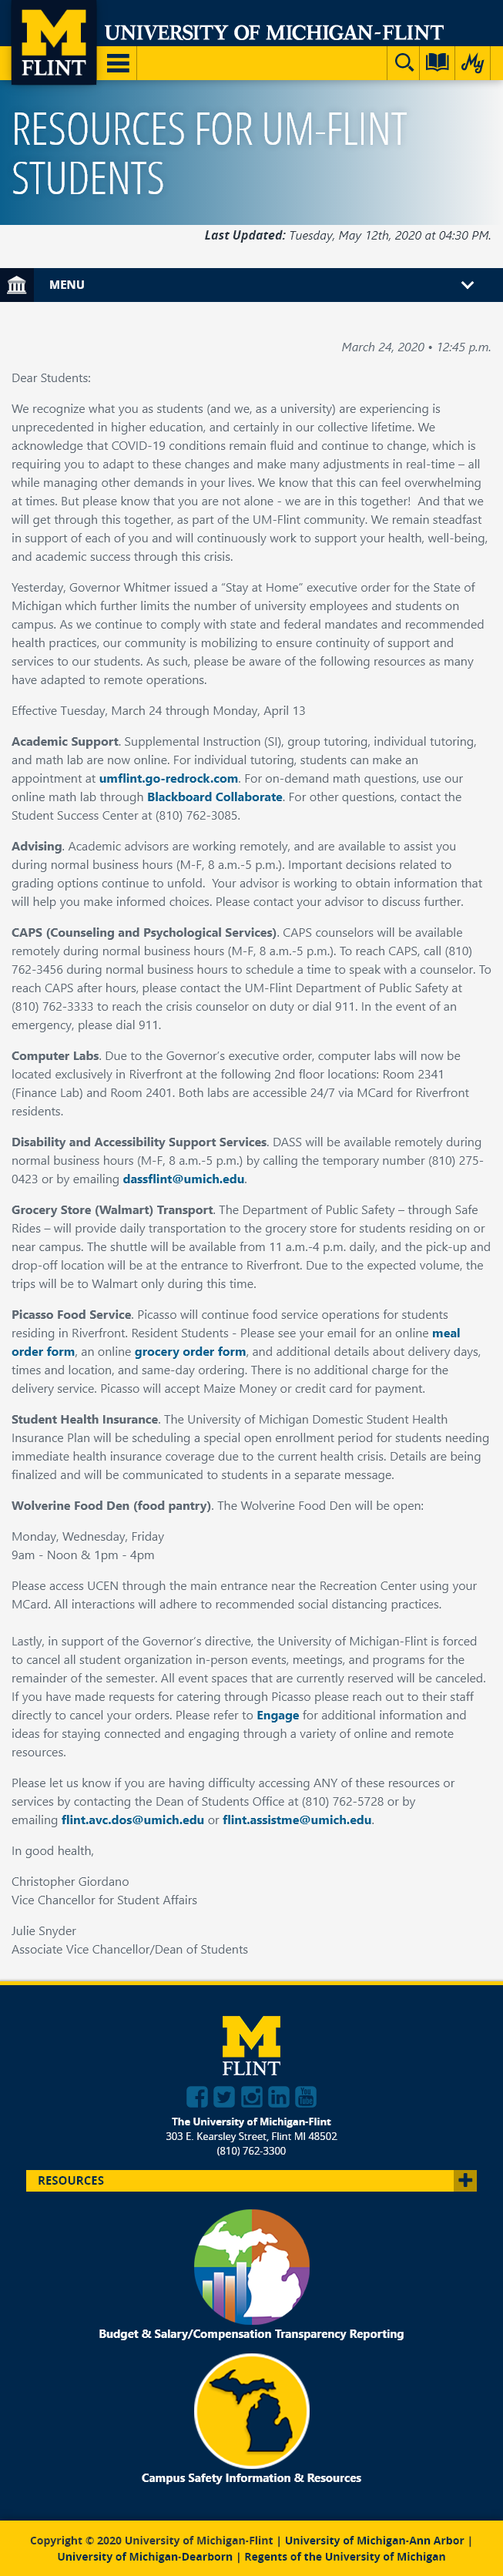 M
FLINT
UNIVERSITY OF MICHIGAN-FLINT
My
RESOURCES FOR UM-FLINT
STUDENTS
Last Updated: Tuesday, May 12th, 2020 at 04:30 PM.
MENU
March 24, 2020 • 12:45 p.m.
Dear Students:
We recognize what you as students (and we, as a university) are experiencing is
unprecedented in higher education, and certainly in our collective lifetime. We
acknowledge that COVID-19 conditions remain fluid and continue to change, which is
requiring you to adapt to these changes and make many adjustments in real-time – all
while managing other demands in your lives. We know that this can feel overwhelming
at times. But please know that you are not alone - we are in this together!  And that we
will get through this together, as part of the UM-Flint community. We remain steadfast
in support of each of you and will continuously work to support your health, well-being,
and academic success through this crisis.
Yesterday, Governor Whitmer issued a “Stay at Home” executive order for the State of
Michigan which further limits the number of university employees and students on
campus. As we continue to comply with state and federal mandates and recommended
health practices, our community is mobilizing to ensure continuity of support and
services to our students. As such, please be aware of the following resources as many
have adapted to remote operations.
Effective Tuesday, March 24 through Monday, April 13
Academic Support. Supplemental Instruction (SI), group tutoring, individual tutoring,
and math lab are now online. For individual tutoring, students can make an
appointment at umflint.go-redrock.com. For on-demand math questions, use our
online math lab through Blackboard Collaborate. For other questions, contact the
Student Success Center at (810) 762-3085.
Advising. Academic advisors are working remotely, and are available to assist you
during normal business hours (M-F, 8 a.m.-5 p.m.). Important decisions related to
grading options continue to unfold.  Your advisor is working to obtain information that
will help you make informed choices. Please contact your advisor to discuss further.
CAPS (Counseling and Psychological Services). CAPS counselors will be available
remotely during normal business hours (M-F, 8 a.m.-5 p.m.). To reach CAPS, call (810)
762-3456 during normal business hours to schedule a time to speak with a counselor. To
reach CAPS after hours, please contact the UM-Flint Department of Public Safety at
(810) 762-3333 to reach the crisis counselor on duty or dial 911. In the event of an
emergency, please dial 911.
Computer Labs. Due to the Governor’s executive order, computer labs will now be
located exclusively in Riverfront at the following 2nd floor locations: Room 2341
(Finance Lab) and Room 2401. Both labs are accessible 24/7 via MCard for Riverfront
residents.
Disability and Accessibility Support Services. DASS will be available remotely during
normal business hours (M-F, 8 a.m.-5 p.m.) by calling the temporary number (810) 275-
0423 or by emailing dassflint@umich.edu.
Grocery Store (Walmart) Transport. The Department of Public Safety – through Safe
Rides – will provide daily transportation to the grocery store for students residing on or
near campus. The shuttle will be available from 11 a.m.-4 p.m. daily, and the pick-up and
drop-off location will be at the entrance to Riverfront. Due to the expected volume, the
trips will be to Walmart only during this time.
Picasso Food Service. Picasso will continue food service operations for students
residing in Riverfront. Resident Students - Please see your email for an online meal
order form, an online grocery order form, and additional details about delivery days,
times and location, and same-day ordering. There is no additional charge for the
delivery service. Picasso will accept Maize Money or credit card for payment.
Student Health Insurance. The University of Michigan Domestic Student Health
Insurance Plan will be scheduling a special open enrollment period for students needing
immediate health insurance coverage due to the current health crisis. Details are being
finalized and will be communicated to students in a separate message.
Wolverine Food Den (food pantry). The Wolverine Food Den will be open:
Monday, Wednesday, Friday
9am - Noon & 1pm - 4pm
Please access UCEN through the main entrance near the Recreation Center using your
MCard. All interactions will adhere to recommended social distancing practices.
Lastly, in support of the Governor’s directive, the University of Michigan-Flint is forced
to cancel all student organization in-person events, meetings, and programs for the
remainder of the semester. All event spaces that are currently reserved will be canceled.
If you have made requests for catering through Picasso please reach out to their staff
directly to cancel your orders. Please refer to Engage for additional information and
ideas for staying connected and engaging through a variety of online and remote
resources.
Please let us know if you are having difficulty accessing ANY of these resources or
services by contacting the Dean of Students Office at (810) 762-5728 or by
emailing flint.avc.dos@umich.edu or flint.assistme@umich.edu.
In good health,
Christopher Giordano
Vice Chancellor for Student Affairs
Julie Snyder
Associate Vice Chancellor/Dean of Students
M
FLINT
You Tube
The University of Michigan-Flint
303 E. Kearsley Street, Flint MI 48502
(810) 762-3300
RESOURCES
Budget & Salary/Compensation Transparency Reporting
Campus Safety Information & Resources
Copyright © 2020 University of Michigan-Flint | University of Michigan-Ann Arbor |
University of Michigan-Dearborn | Regents of the University of Michigan